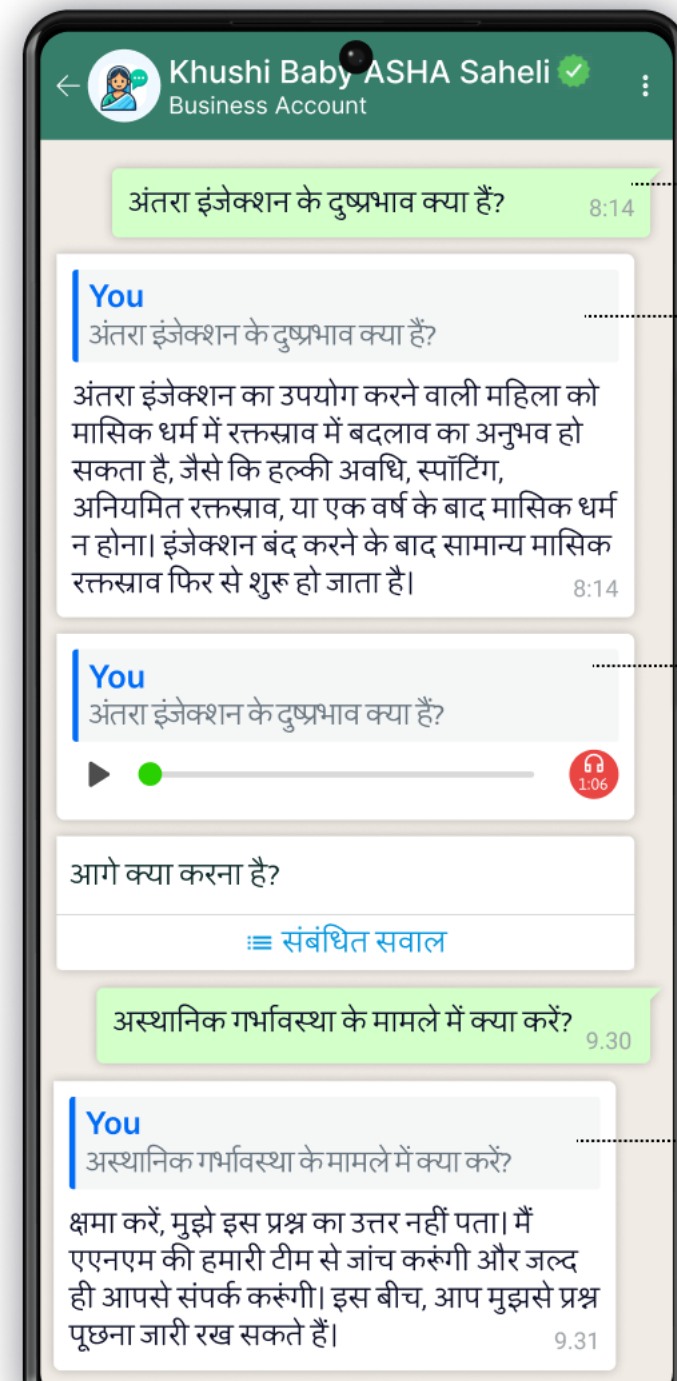 Khushi Baby ASHA Saheli
Business Account
अंतरा इंजेक्शन के दुष्प्रभाव क्या हैं?
8:14
You
अंतरा इंजेक्शन के दुष्प्रभाव क्या हैं?
अंतरा इंजेक्शन का उपयोग करने वाली महिला को
मासिक धर्म में रक्तस्राव में बदलाव का अनुभव हो
सकता है, जैसे कि हल्की अवधि, स्पॉटिंग,
अनियमित रक्तस्राव, या एक वर्ष के बाद मासिक धर्म
न होना। इंजेक्शन बंद करने के बाद सामान्य मासिक
रक्तस्राव फिर से शुरू हो जाता है।
8:14
You
अंतरा इंजेक्शन के दुष्प्रभाव क्या हैं?
1:06
आगे क्या करना है?
संबंधित सवाल
अस्थानिक गर्भावस्था के मामले में क्या करें?
9.30
You
अस्थानिक गर्भावस्था के मामले में क्या करें?
क्षमा करें, मुझे इस प्रश्न का उत्तर नहीं पता। मैं
एएनएम की हमारी टीम से जांच करूंगी और जल्द
ही आपसे संपर्क करूंगी। इस बीच, आप मुझसे प्रश्न
पूछना जारी रख सकते हैं।
9.31